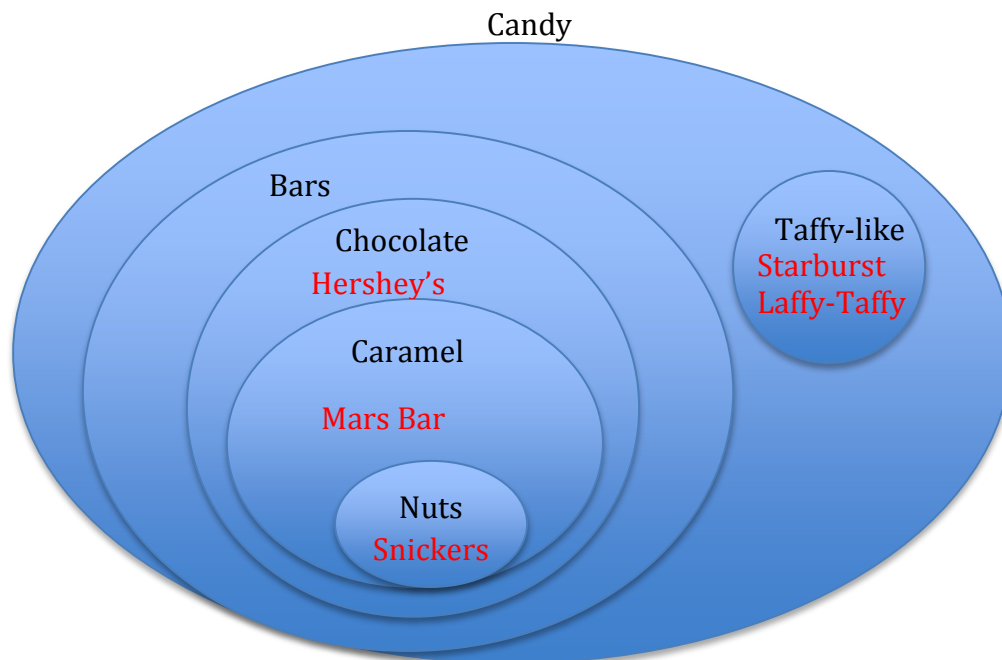 Candy
Bars
Chocolate
Hershey’s
Caramel
Mars Bar
Nuts
Snickers
Taffy-like
Starburst
Laffy-Taffy